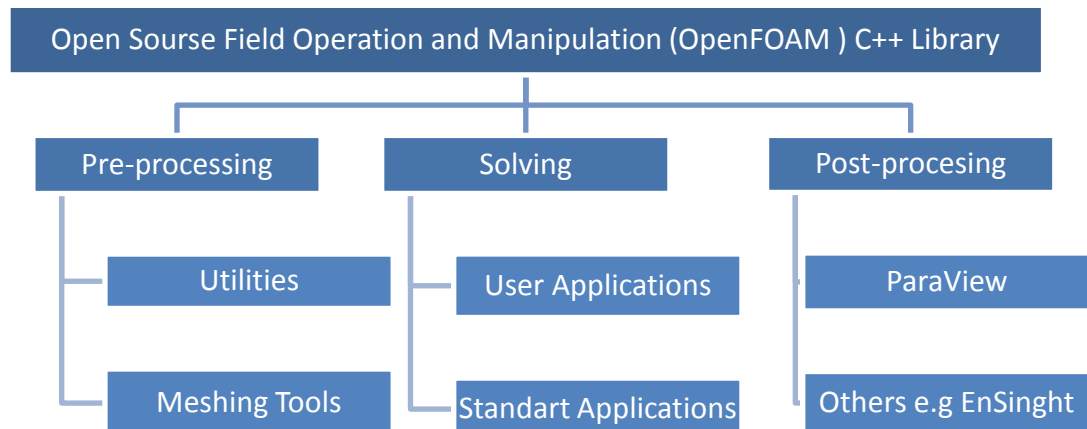 Open Sourse Field Operation and Manipulation (OpenFOAM ) C++ Library
Pre-processing
Solving
Post-procesing
Utilities
User Applications
ParaView
Meshing Tools
Standart Applications
Others e.g EnSinght